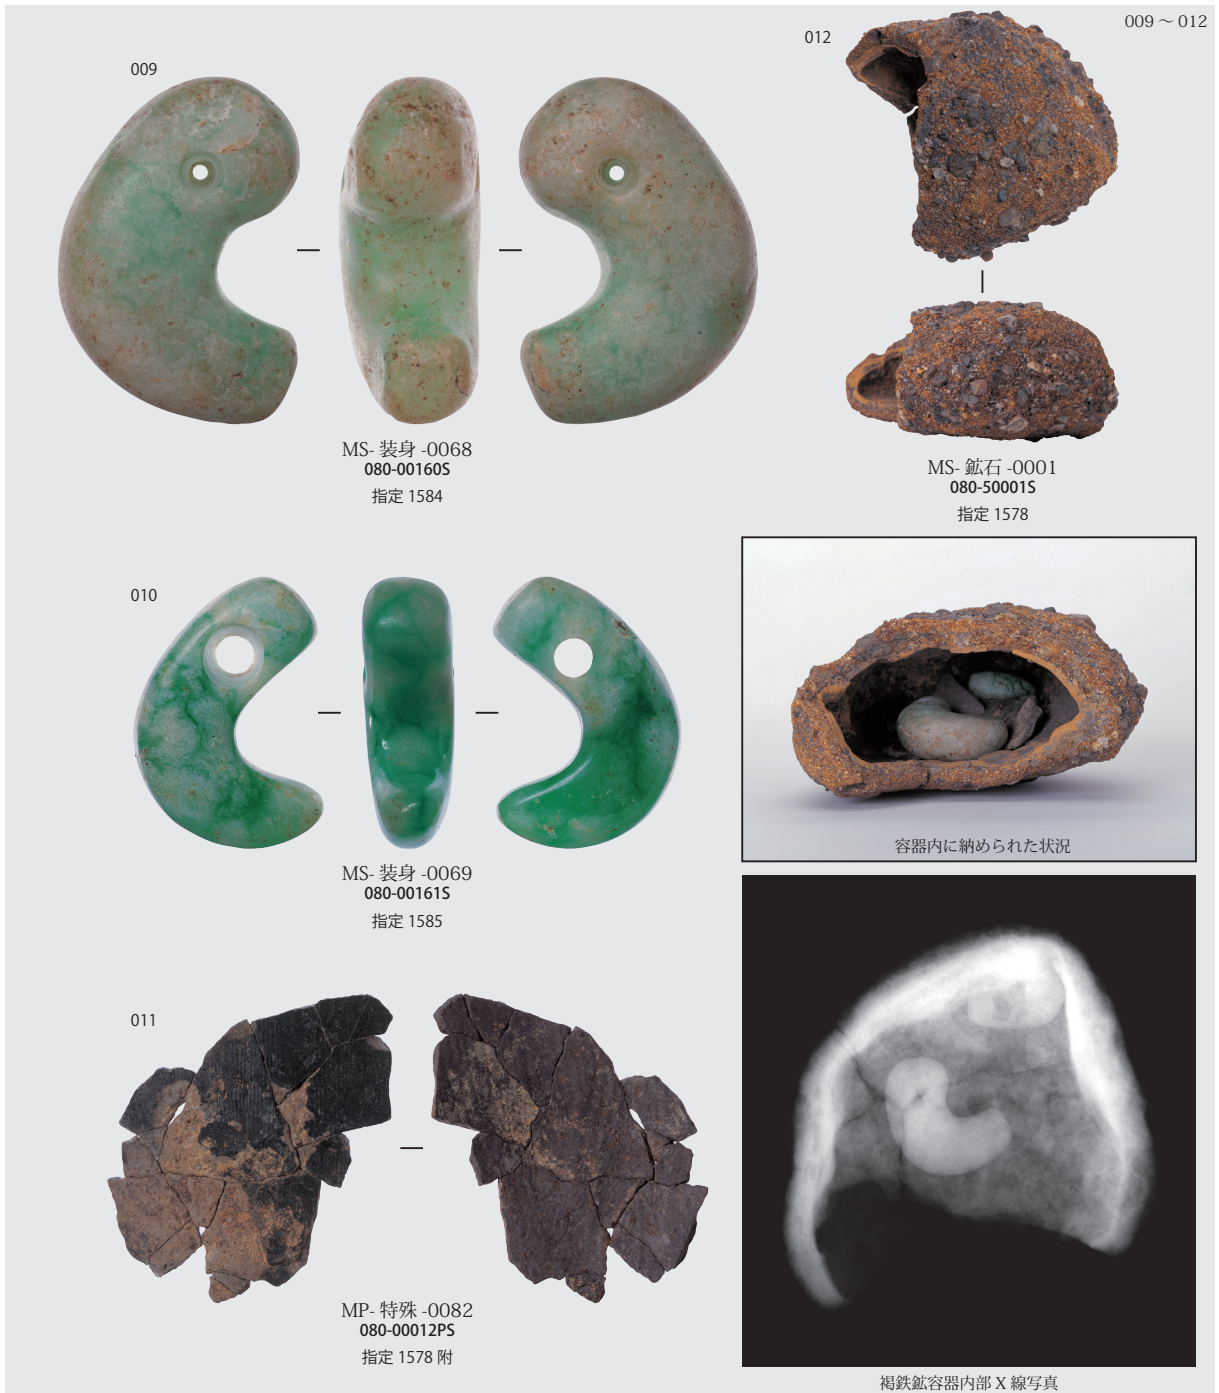 009 ～ 012
009
MS- 装身 -0068
080-00160S
指定 1584
012
MS- 鉱石 -0001
080-50001S
指定 1578
010
MS- 装身 -0069
080-00161S
指定 1585
容器内に納められた状況
011
MP- 特殊 -0082
080-00012PS
指定 1578 附
褐鉄鉱容器内部 X 線写真